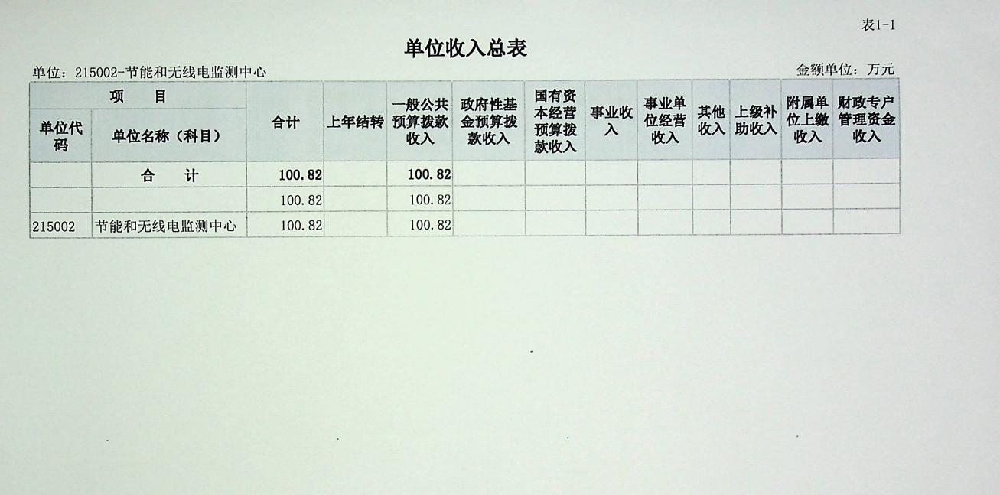 表1-1
单位收入总表
单位：215002-节能和无线电监测中心 金额单位：万元
项 目 合计 上年结转 一般公共预算拨款收入 政府性基金预算拨款收入 国有资本经营预算拨款收入 事业收入 事业单位经营收入 其他收入 上级补助收入 附属单位上缴收入 财政专户管理资金收入
单位代码 单位名称（科目）
合 计 100.82 100.82
100.82 100.82
215002 节能和无线电监测中心 100.82 100.82